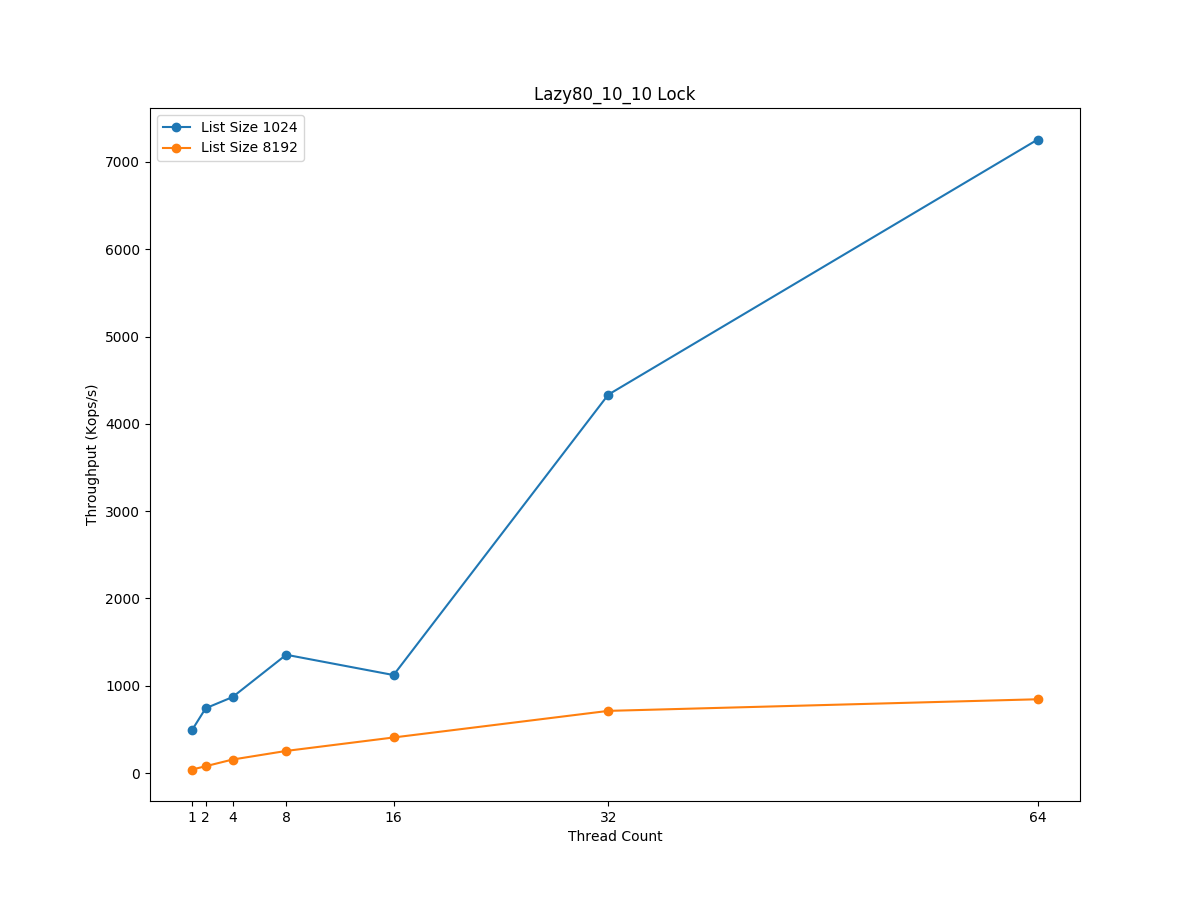 Lazy80_10_10 Lock
List Size 1024
List Size 8192
7000
6000
5000
4000
3000
2000
1000
0
Throughput (Kops/s)
1 2 4 8 16 32 64
Thread Count